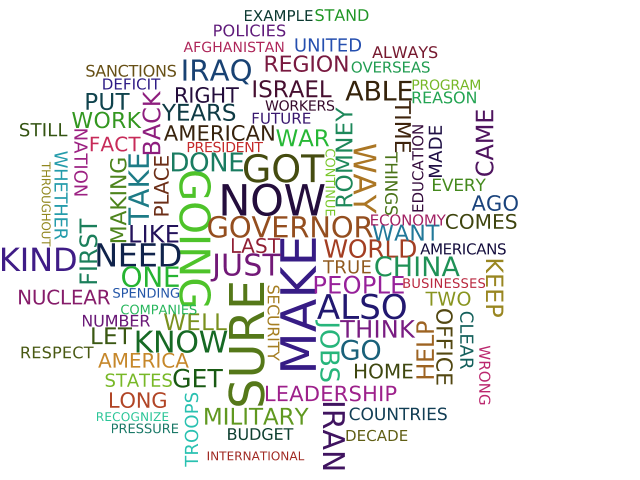 EXAMPLE STAND
POLICIES
AFGHANISTAN UNITED ALWAYS
SANCTIONS IRAQ REGION OVERSEAS
DEFICIT RIGHT ISRAEL ABLE PROGRAM
PUT BACK YEARS WORKERS REASON
STILL WORK AMERICAN FUTURE WAR TIME CAME
NATION FACT PRESIDENT ROMNEY MADE
WHETHER THROUGHOUT MAKING TAKE PLACE DONE GOT CONTINUE WAY THINGS EDUCATION EVERY
GOING NOW AGO
FIRST LIKE GOVERNOR ECONOMY COMES
WANT
KIND NEED LAST WORLD AMERICANS
ONE JUST MAKE TRUE CHINA KEEP
NUCLEAR SPENDING PEOPLE BUSINESSES
COMPANIES SURE SECURITY ALSO TWO
NUMBER WELL THINK
LET KNOW JOBS GO HELP OFFICE CLEAR
RESPECT AMERICA WRONG
STATES GET HOME
LONG LEADERSHIP
RECOGNIZE TROOPS MILITARY IRAN COUNTRIES
PRESSURE BUDGET DECADE
INTERNATIONAL